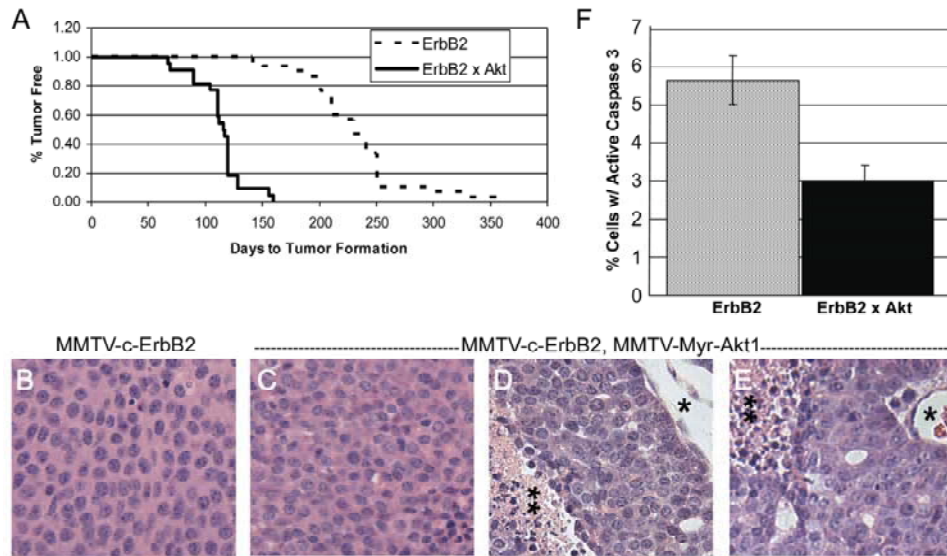 A
1.20
1.00
0.80
0.60
0.40
0.20
0.00
% Tumor Free
0
50
100
150
200
250
300
350
400
Days to Tumor Formation
ErbB2
ErbB2 x Akt
F
7
6
5
4
3
2
1
0
% Cells w/ Active Caspase 3
ErbB2
ErbB2 x Akt
MMTV-c-ErbB2
MMTV-c-ErbB2, MMTV-Myr-Akt1
B
C
D
*
**
E
**
*